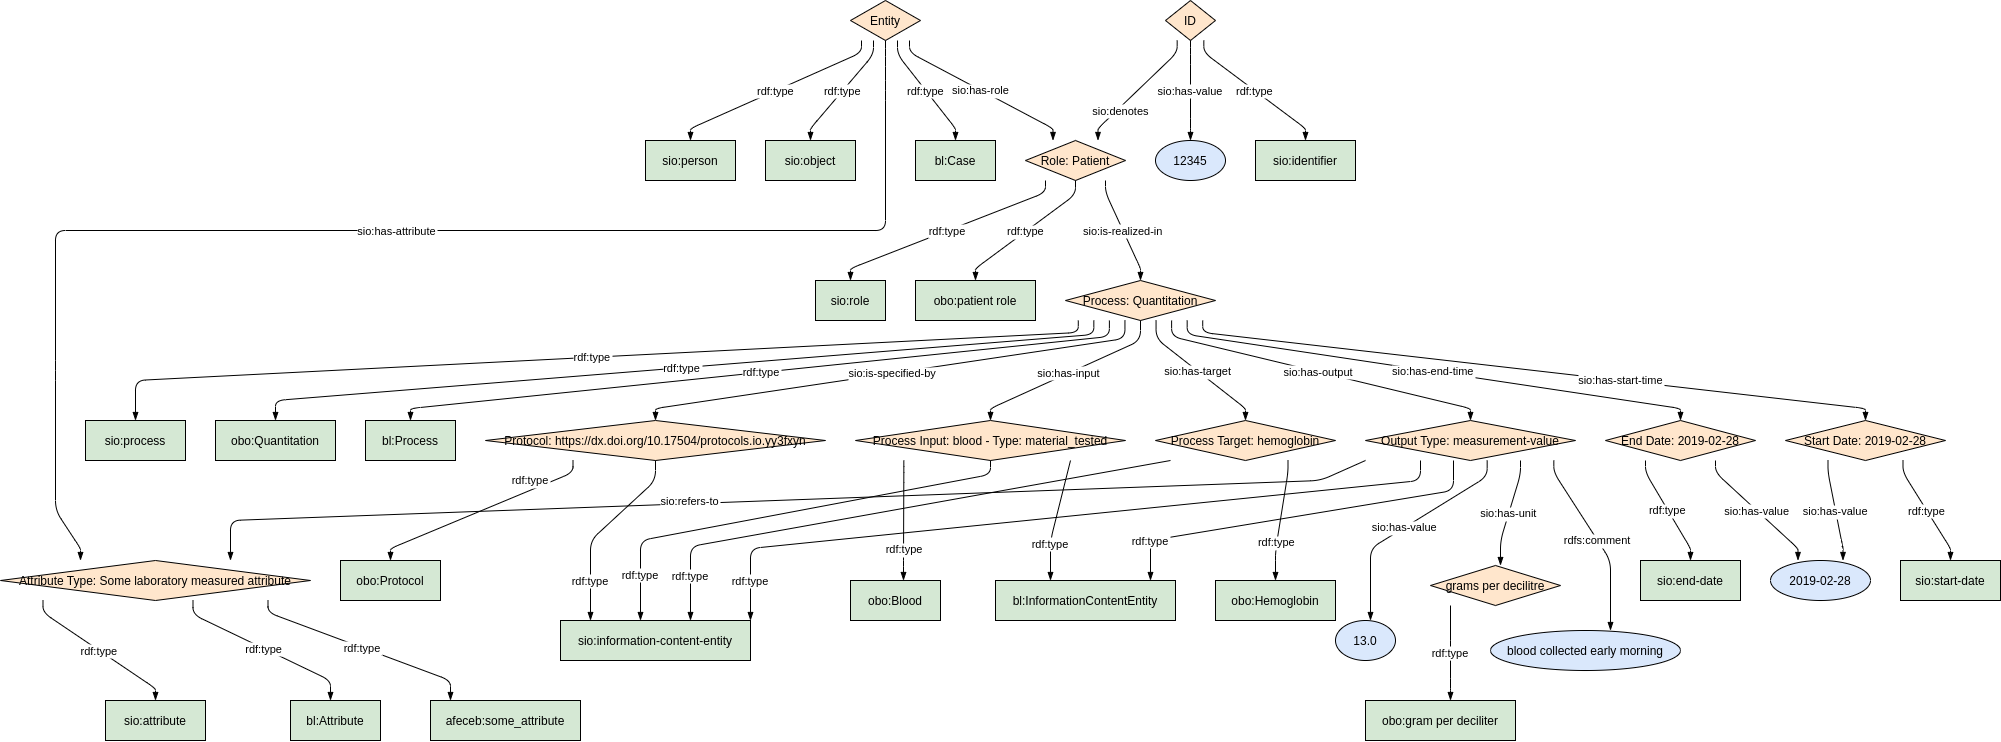 Entity
ID
rdf:type
rdf:type
rdf:type
sio:has-role
sio:has-value
rdf:type
sio:denotes
sio:person
sio:object
bl:Case
Role: Patient
12345
sio:identifier
sio:has-attribute
rdf:type
rdf:type
sio:is-realized-in
sio:role
obo:patient role
Process: Quantitation
rdf:type
rdf:type
rdf:type
sio:is-specified-by
sio:has-input
sio:has-target
sio:has-output
sio:has-end-time
sio:has-start-time
sio:process
obo:Quantitation
bl:Process
Protocol: https://dx.doi.org/10.17504/protocols.io.yy3fxyn
Process Input: blood - Type: material_tested
Process Target: hemoglobin
Output Type: measurement-value
End Date: 2019-02-28
Start Date: 2019-02-28
rdf:type
sio:refers-to
sio:has-value
sio:has-unit
rdf:type
sio:has-value
sio:has-value
rdf:type
rdf:type
rdf:type
rdf:type
rdf:type
rdfs:comment
Attribute Type: Some laboratory measured attribute
obo:Protocol
rdf:type
rdf:type
rdf:type
rdf:type
obo:Blood
bl:InformationContentEntity
obo:Hemoglobin
grams per decilitre
sio:end-date
2019-02-28
sio:start-date
rdf:type
rdf:type
rdf:type
sio:information-content-entity
13.0
rdf:type
blood collected early morning
sio:attribute
bl:Attribute
afeceb:some_attribute
obo:gram per deciliter